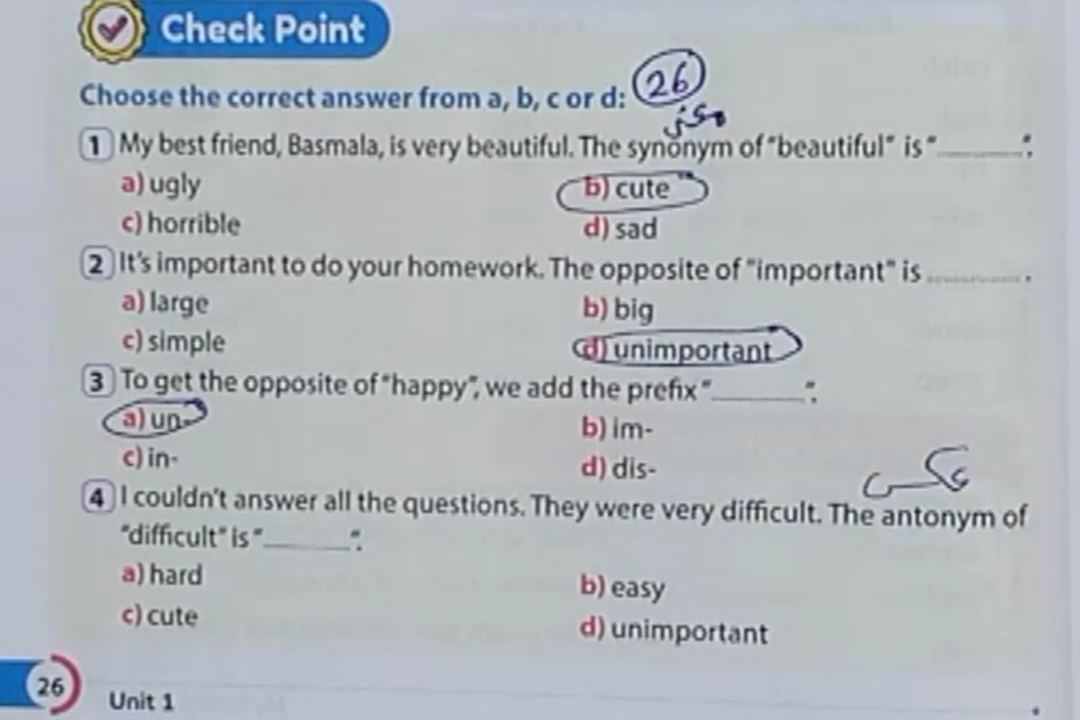 Check Point
Choose the correct answer from a, b, c or d: 26
1 My best friend, Basmala, is very beautiful. The synonym of "beautiful" is "..........".
a) ugly b) cute
c) horrible d) sad
2 It's important to do your homework. The opposite of "important" is .......... .
a) large b) big
c) simple d) unimportant
3 To get the opposite of "happy", we add the prefix "..........".
a) un- b) im-
c) in- d) dis-
عكس
4 I couldn't answer all the questions. They were very difficult. The antonym of
"difficult" is "..........".
a) hard b) easy
c) cute d) unimportant
26 Unit 1